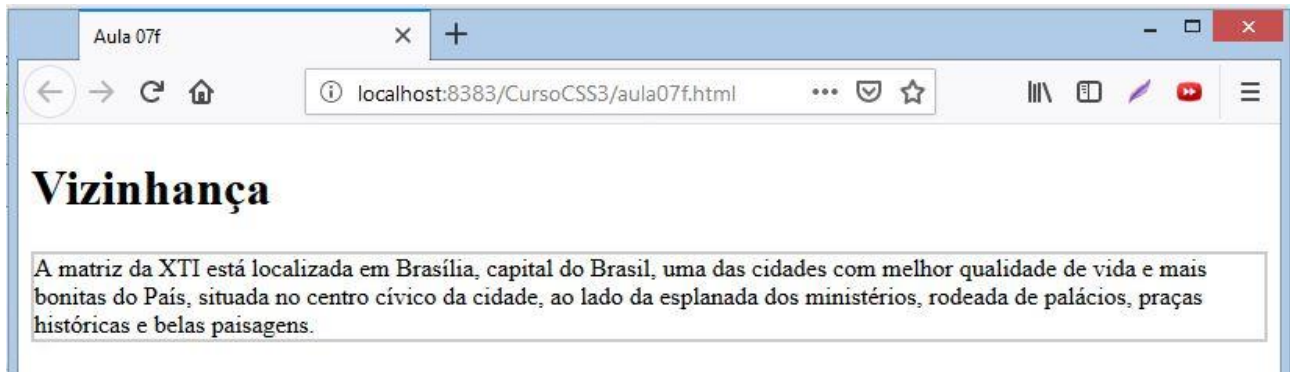 Aula 07f
localhost:8383/CursoCSS3/aula07f.html
Vizinhança
A matriz da XTI está localizada em Brasília, capital do Brasil, uma das cidades com melhor qualidade de vida e mais
bonitas do País, situada no centro cívico da cidade, ao lado da esplanada dos ministérios, rodeada de palácios, praças
históricas e belas paisagens.